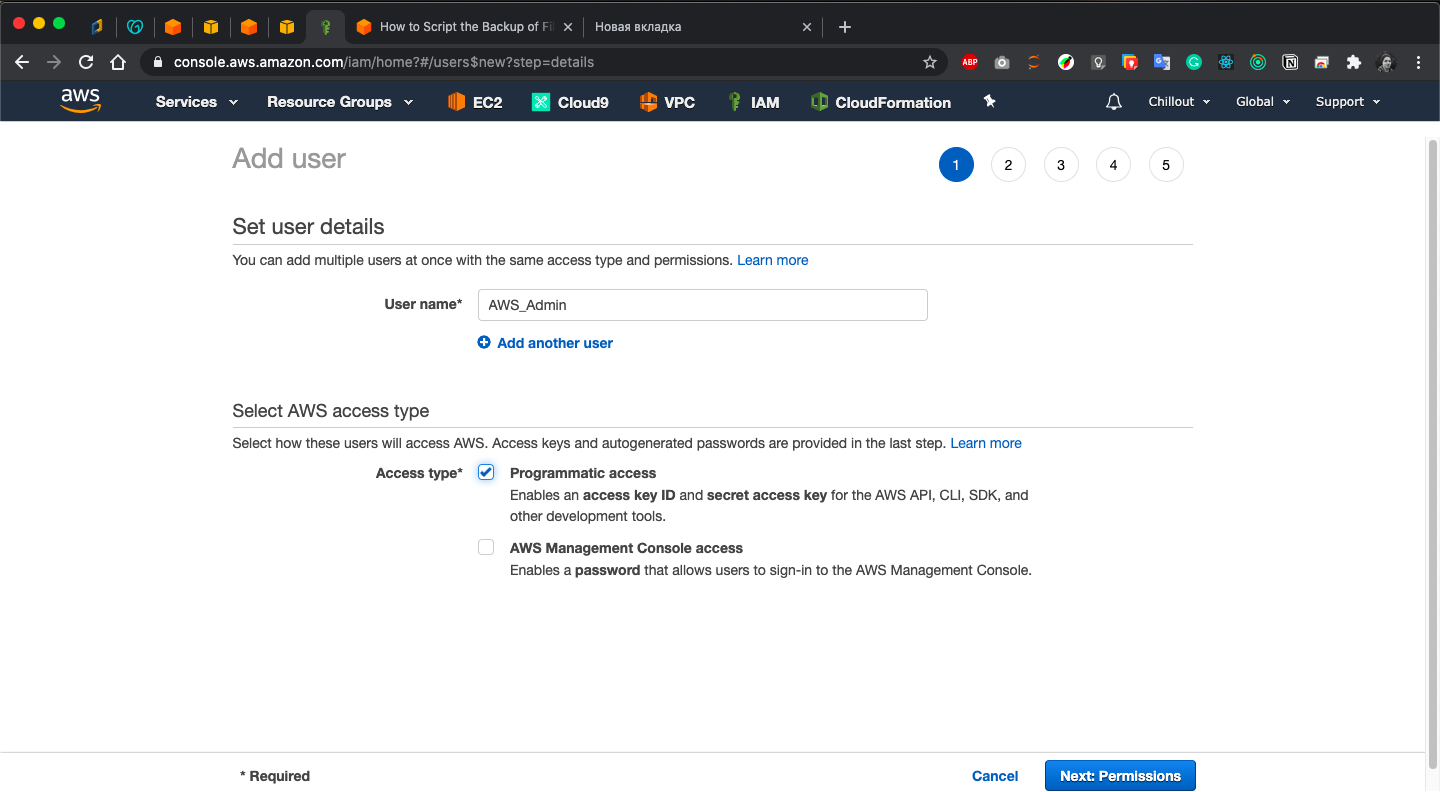 How to Script the Backup of Fi
Новая вкладка
console.aws.amazon.com/iam/home?#/users$new?step=details
ABP
aws
Services
Resource Groups
EC2
Cloud9
VPC
IAM
CloudFormation
Chillout
Global
Support
Add user
1
2
3
4
5
Set user details
You can add multiple users at once with the same access type and permissions. Learn more
User name*
AWS_Admin
Add another user
Select AWS access type
Select how these users will access AWS. Access keys and autogenerated passwords are provided in the last step. Learn more
Access type*
Programmatic access
Enables an access key ID and secret access key for the AWS API, CLI, SDK, and
other development tools.
AWS Management Console access
Enables a password that allows users to sign-in to the AWS Management Console.
* Required
Cancel
Next: Permissions